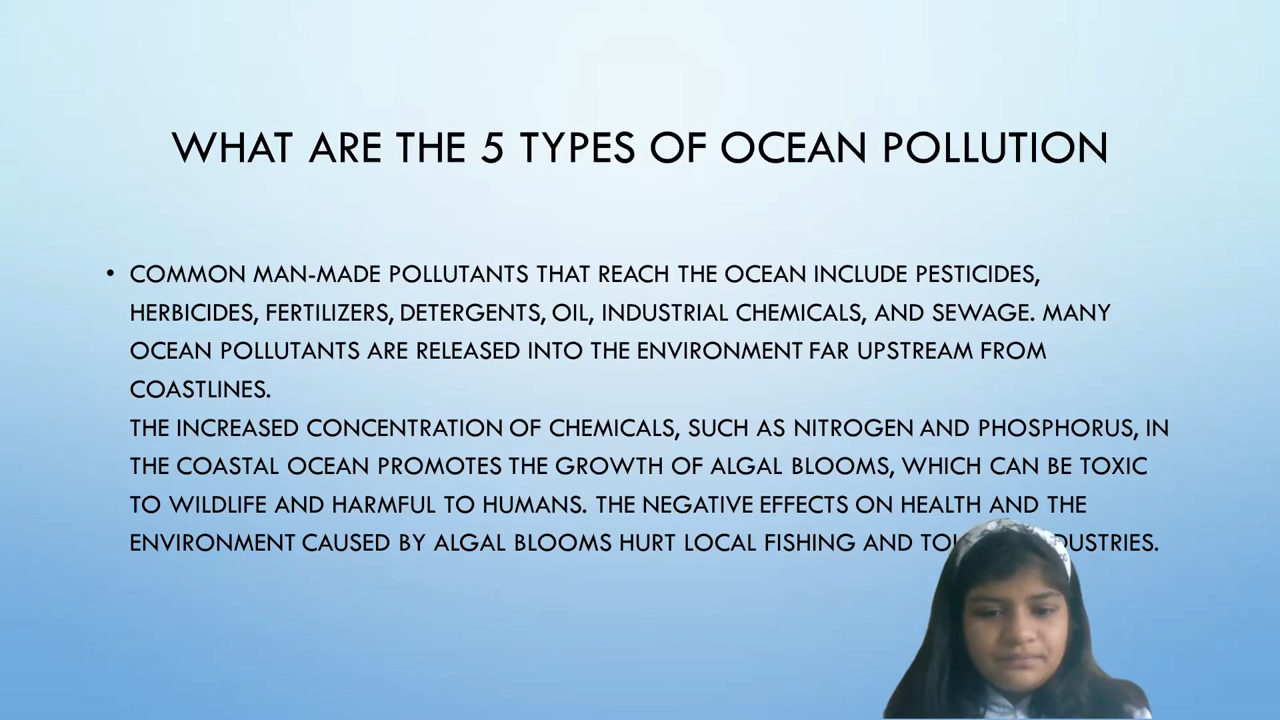 WHAT ARE THE 5 TYPES OF OCEAN POLLUTION
• COMMON MAN-MADE POLLUTANTS THAT REACH THE OCEAN INCLUDE PESTICIDES,
HERBICIDES, FERTILIZERS, DETERGENTS, OIL, INDUSTRIAL CHEMICALS, AND SEWAGE. MANY
OCEAN POLLUTANTS ARE RELEASED INTO THE ENVIRONMENT FAR UPSTREAM FROM
COASTLINES.
THE INCREASED CONCENTRATION OF CHEMICALS, SUCH AS NITROGEN AND PHOSPHORUS, IN
THE COASTAL OCEAN PROMOTES THE GROWTH OF ALGAL BLOOMS, WHICH CAN BE TOXIC
TO WILDLIFE AND HARMFUL TO HUMANS. THE NEGATIVE EFFECTS ON HEALTH AND THE
ENVIRONMENT CAUSED BY ALGAL BLOOMS HURT LOCAL FISHING AND